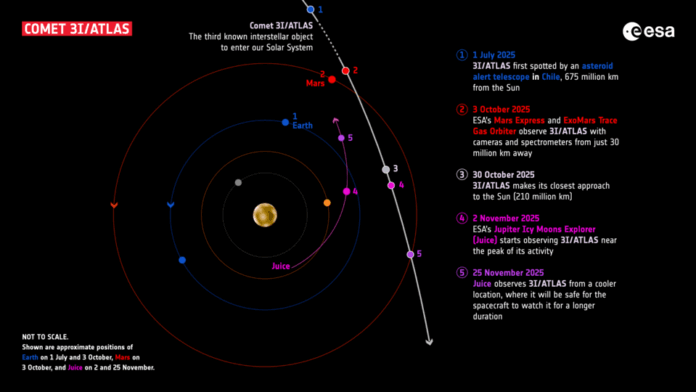 COMET 3I/ATLAS
Comet 3I/ATLAS
The third known interstellar object
to enter our Solar System
1
esa
2
Mars
2
1
Earth
5
3
4
4
5
Juice
1 1 July 2025
3I/ATLAS first spotted by an asteroid
alert telescope in Chile, 675 million km
from the Sun
2 3 October 2025
ESA's Mars Express and ExoMars Trace
Gas Orbiter observe 3I/ATLAS with
cameras and spectrometers from just 30
million km away
3 30 October 2025
3I/ATLAS makes its closest approach
to the Sun (210 million km)
4 2 November 2025
ESA's Jupiter Icy Moons Explorer
(Juice) starts observing 3I/ATLAS near
the peak of its activity
5 25 November 2025
Juice observes 3I/ATLAS from a cooler
location, where it will be safe for the
spacecraft to watch it for a longer
duration
NOT TO SCALE.
Shown are approximate positions of
Earth on 1 July and 3 October, Mars on
3 October, and Juice on 2 and 25 November.